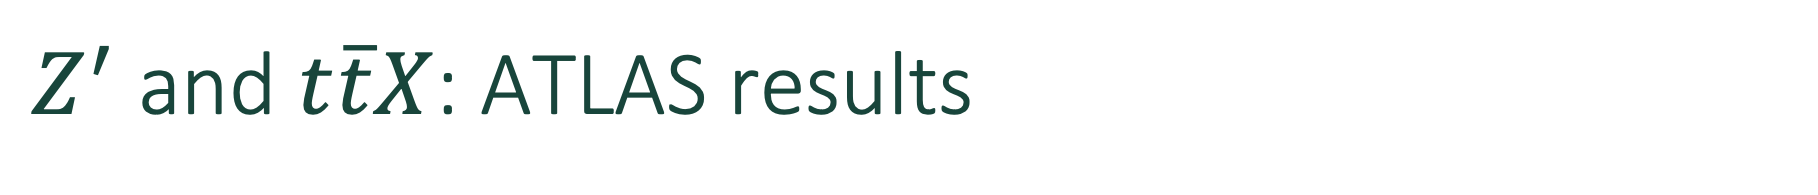 Z′ and tt̄X: ATLAS results